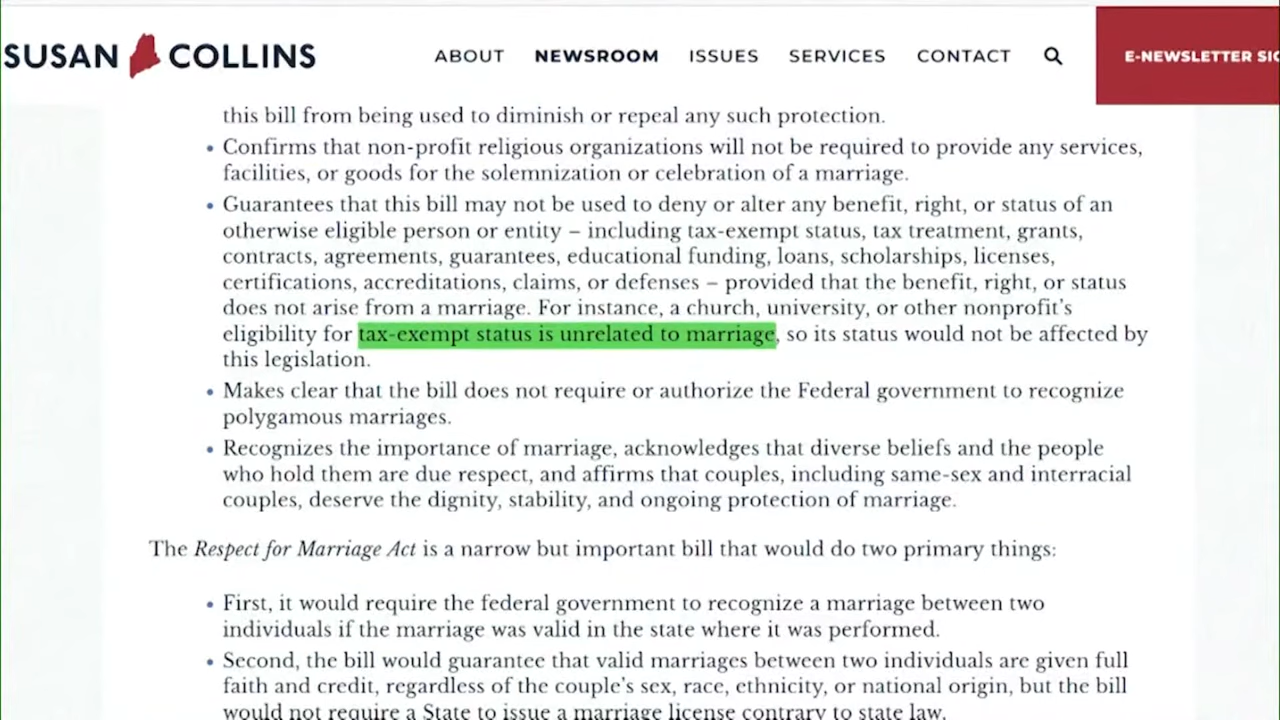 SUSAN COLLINS
ABOUT NEWSROOM ISSUES SERVICES CONTACT
E-NEWSLETTER
this bill from being used to diminish or repeal any such protection.
• Confirms that non-profit religious organizations will not be required to provide any services,
facilities, or goods for the solemnization or celebration of a marriage.
• Guarantees that this bill may not be used to deny or alter any benefit, right, or status of an
otherwise eligible person or entity – including tax-exempt status, tax treatment, grants,
contracts, agreements, guarantees, educational funding, loans, scholarships, licenses,
certifications, accreditations, claims, or defenses – provided that the benefit, right, or status
does not arise from a marriage. For instance, a church, university, or other nonprofit's
eligibility for tax-exempt status is unrelated to marriage, so its status would not be affected by
this legislation.
• Makes clear that the bill does not require or authorize the Federal government to recognize
polygamous marriages.
• Recognizes the importance of marriage, acknowledges that diverse beliefs and the people
who hold them are due respect, and affirms that couples, including same-sex and interracial
couples, deserve the dignity, stability, and ongoing protection of marriage.
The Respect for Marriage Act is a narrow but important bill that would do two primary things:
• First, it would require the federal government to recognize a marriage between two
individuals if the marriage was valid in the state where it was performed.
• Second, the bill would guarantee that valid marriages between two individuals are given full
faith and credit, regardless of the couple's sex, race, ethnicity, or national origin, but the bill
would not require a State to issue a marriage license contrary to state law.